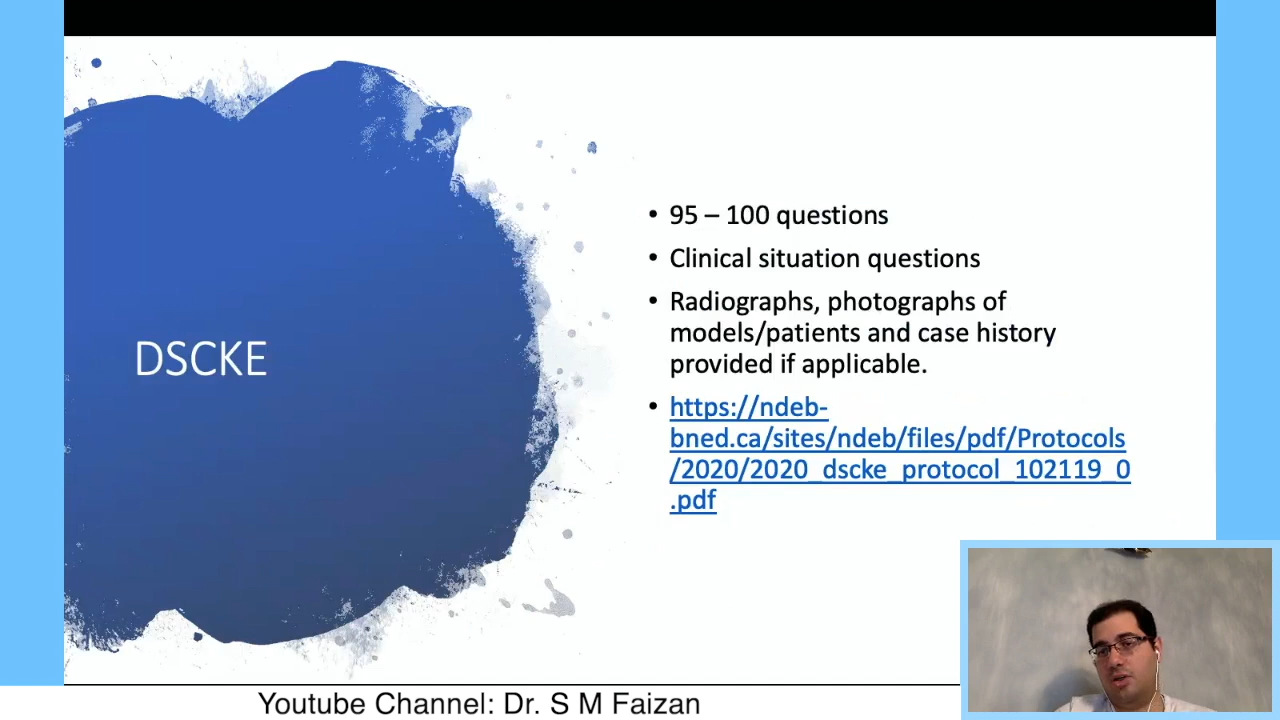 DSCKE
• 95 – 100 questions
• Clinical situation questions
• Radiographs, photographs of
models/patients and case history
provided if applicable.
• https://ndeb-
bned.ca/sites/ndeb/files/pdf/Protocols
/2020/2020_dscke_protocol_102119_0
.pdf
Youtube Channel: Dr. S M Faizan